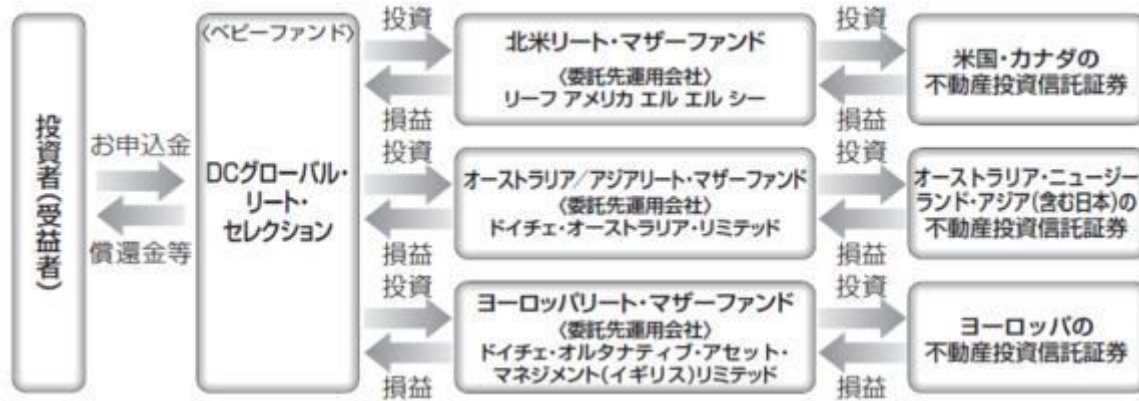 投資者(受益者)
お申込金
償還金等
〈ベビーファンド〉
DCグローバル・
リート・
セレクション
投資
損益
北米リート・マザーファンド
〈委託先運用会社〉
リーフ アメリカ エル エル シー
投資
損益
米国・カナダの
不動産投資信託証券
投資
損益
オーストラリア/アジアリート・マザーファンド
〈委託先運用会社〉
ドイチェ・オーストラリア・リミテッド
投資
損益
オーストラリア・ニュージー
ランド・アジア(含む日本)の
不動産投資信託証券
投資
損益
ヨーロッパリート・マザーファンド
〈委託先運用会社〉
ドイチェ・オルタナティブ・アセット・
マネジメント(イギリス)リミテッド
投資
損益
ヨーロッパの
不動産投資信託証券